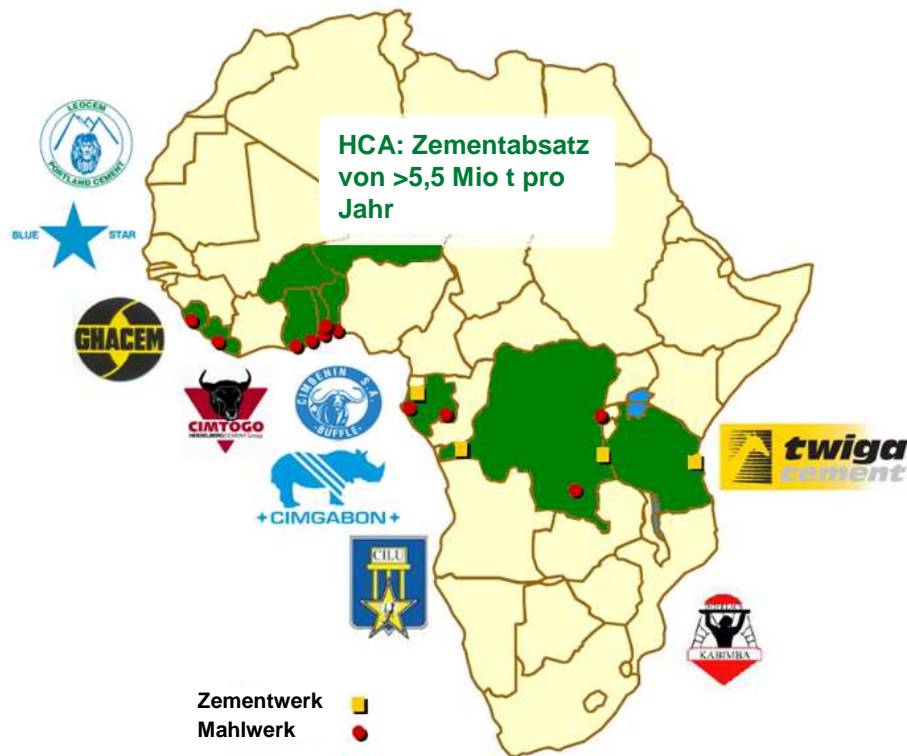 LEOCEM
PORTLAND CEMENT
HCA: Zementabsatz
von >5,5 Mio t pro
Jahr
BLUE STAR
GHACEM
CIMTOGO
HEIDELBERGCEMENT Group
CIMBENIN S.A.
-BUFFLE-
+CIMGABON+
twiga
cement
CILU
KABIMBA
Zementwerk
Mahlwerk